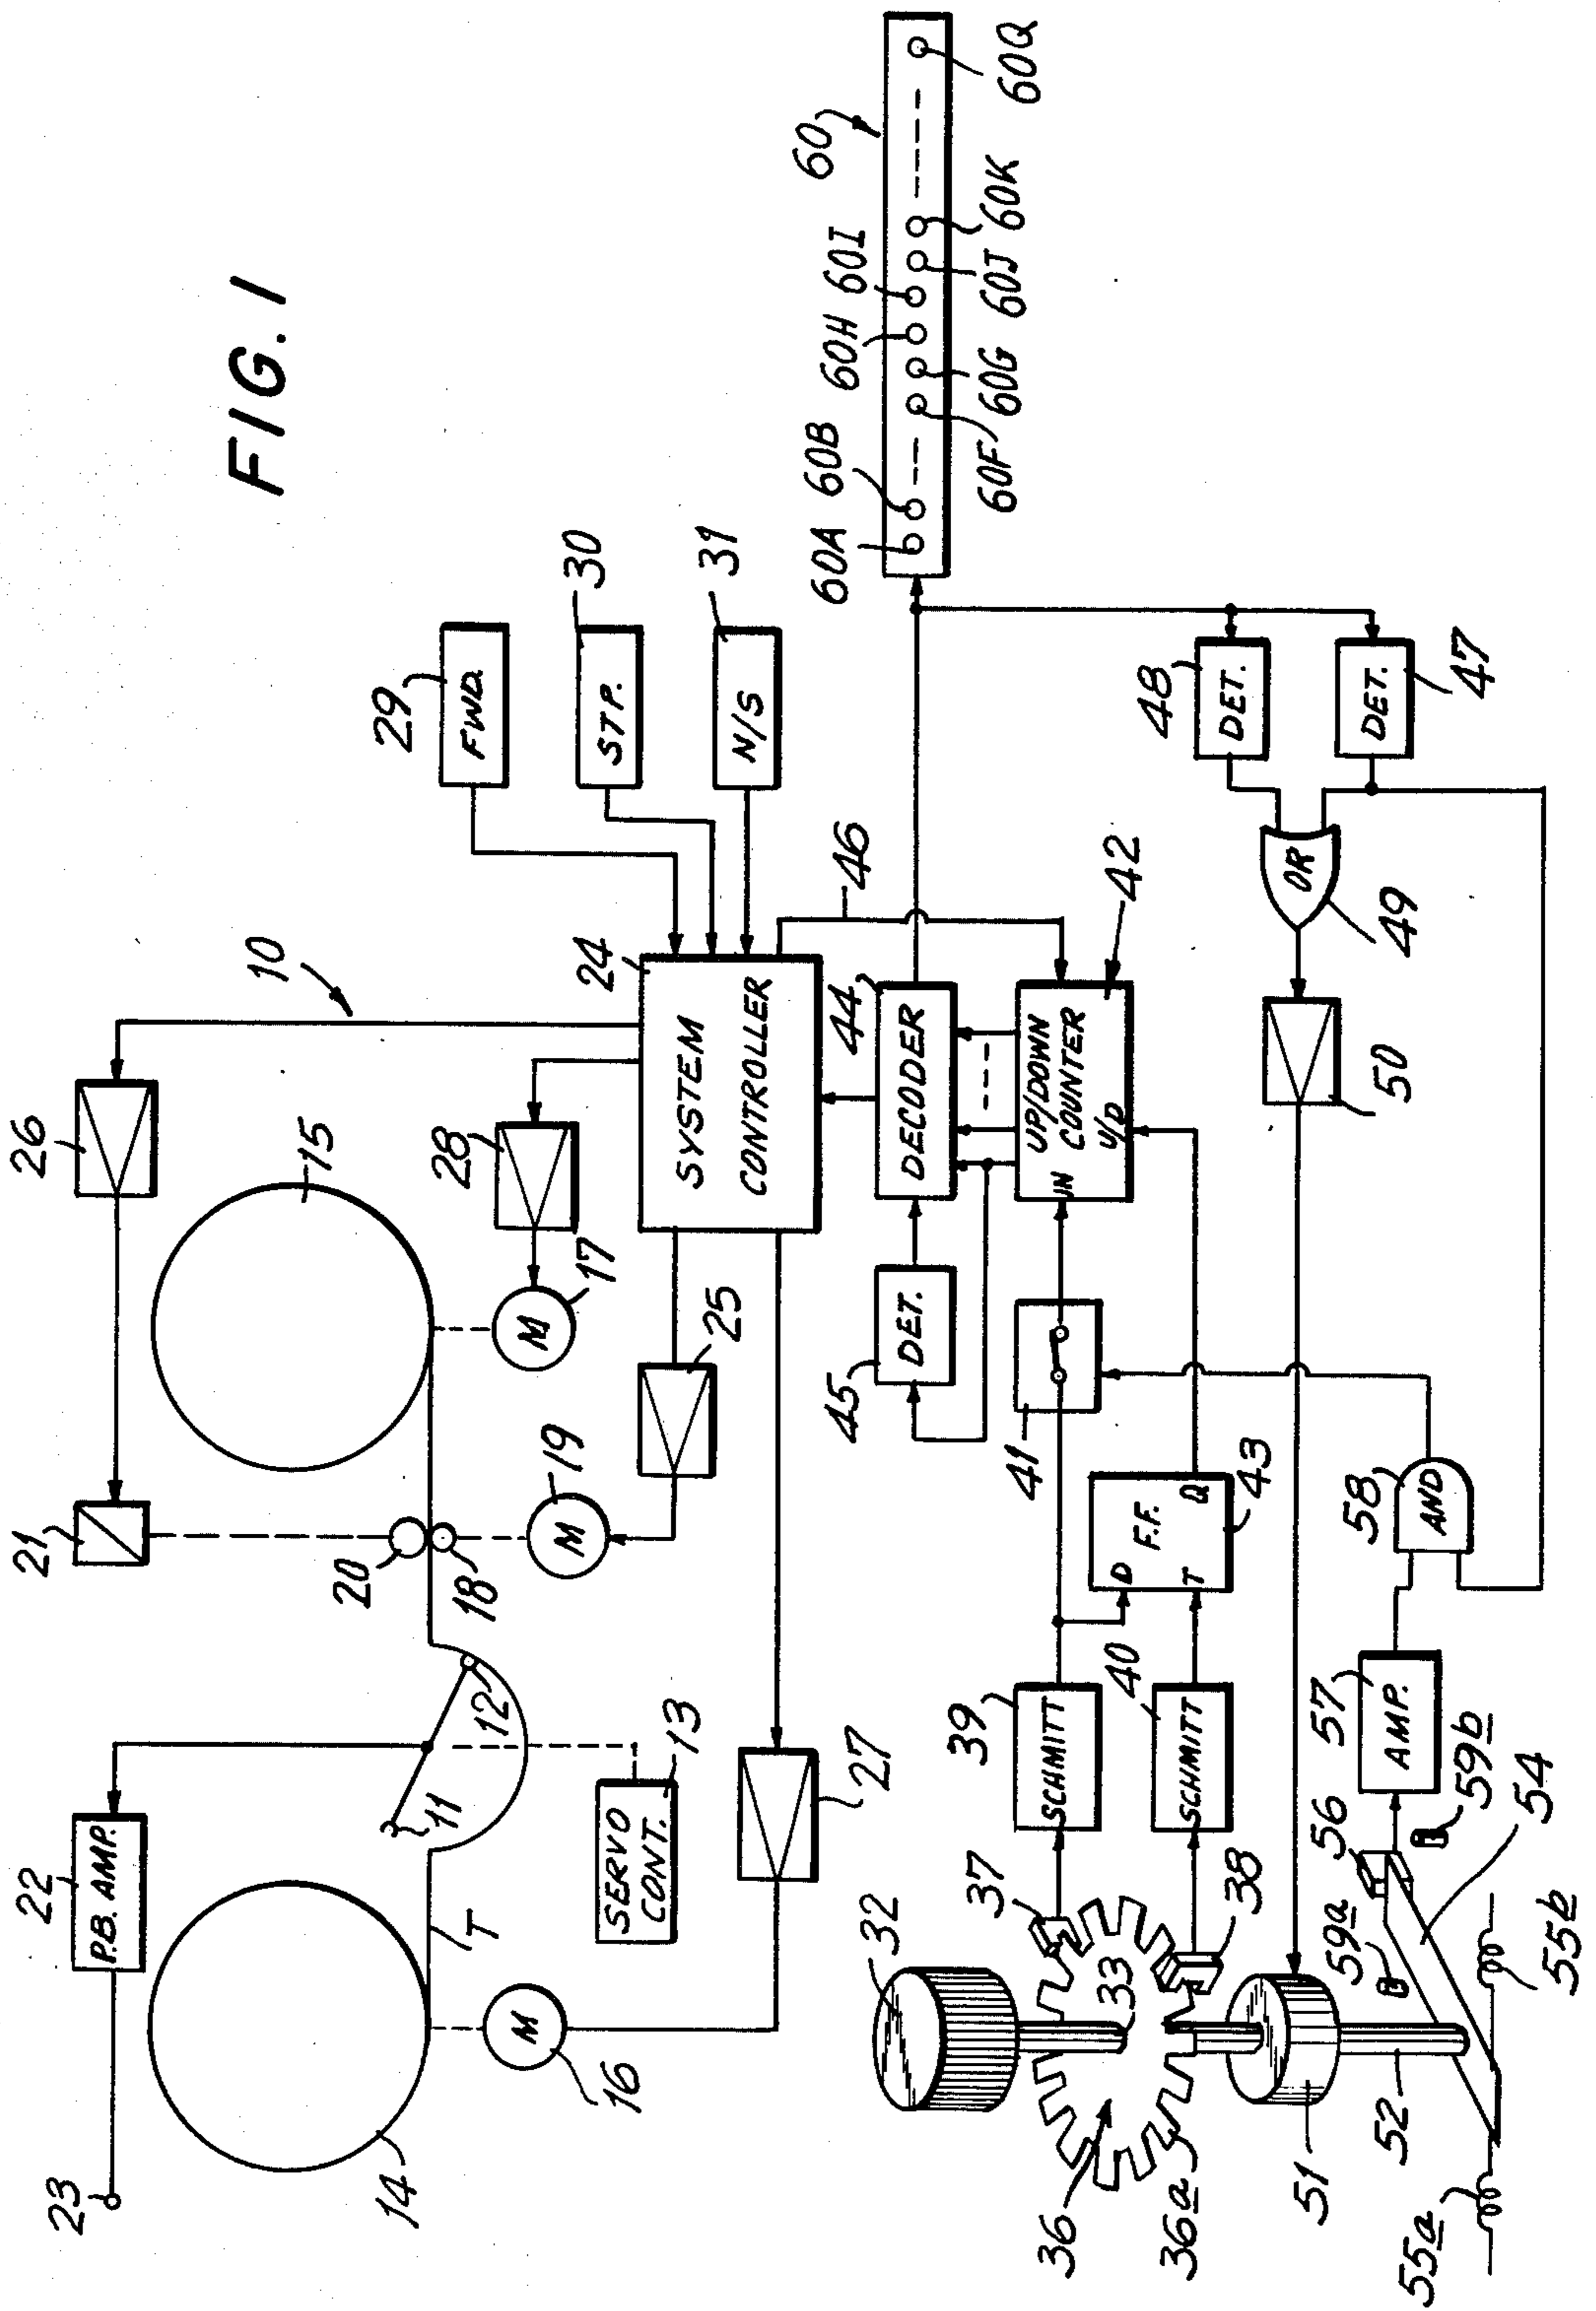 FIG. 1
10
26
15
21
20
18
28
M
17
M
19
25
22
P.B. AMP.
23
14
T
11
12
SERVO
CONT.
13
M
16
27
24
SYSTEM
CONTROLLER
29
FWD.
30
STP.
31
N/S
46
44
DECODER
45
DET.
42
UP/DOWN
COUNTER
IN
U/D
41
43
F.F.
D
T
Q
39
SCHMITT
40
SCHMITT
37
38
32
33
36
36a
51
52
54
55a
55b
56
57
AMP.
58
AND
59a
59b
50
49
OR
48
DET.
47
DET.
60
60A
60B
60F
60G
60H
60I
60J
60K
60Q